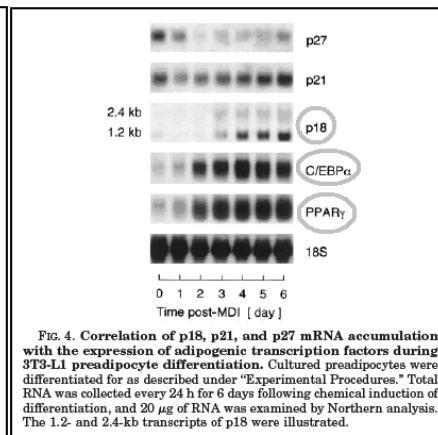 p27
p21
2.4 kb
1.2 kb
p18
C/EBPα
PPARγ
18S
0 1 2 3 4 5 6
Time post-MDI [ day ]
FIG. 4. Correlation of p18, p21, and p27 mRNA accumulation
with the expression of adipogenic transcription factors during
3T3-L1 preadipocyte differentiation. Cultured preadipocytes were
differentiated for as described under “Experimental Procedures.” Total
RNA was collected every 24 h for 6 days following chemical induction of
differentiation, and 20 μg of RNA was examined by Northern analysis.
The 1.2- and 2.4-kb transcripts of p18 were illustrated.